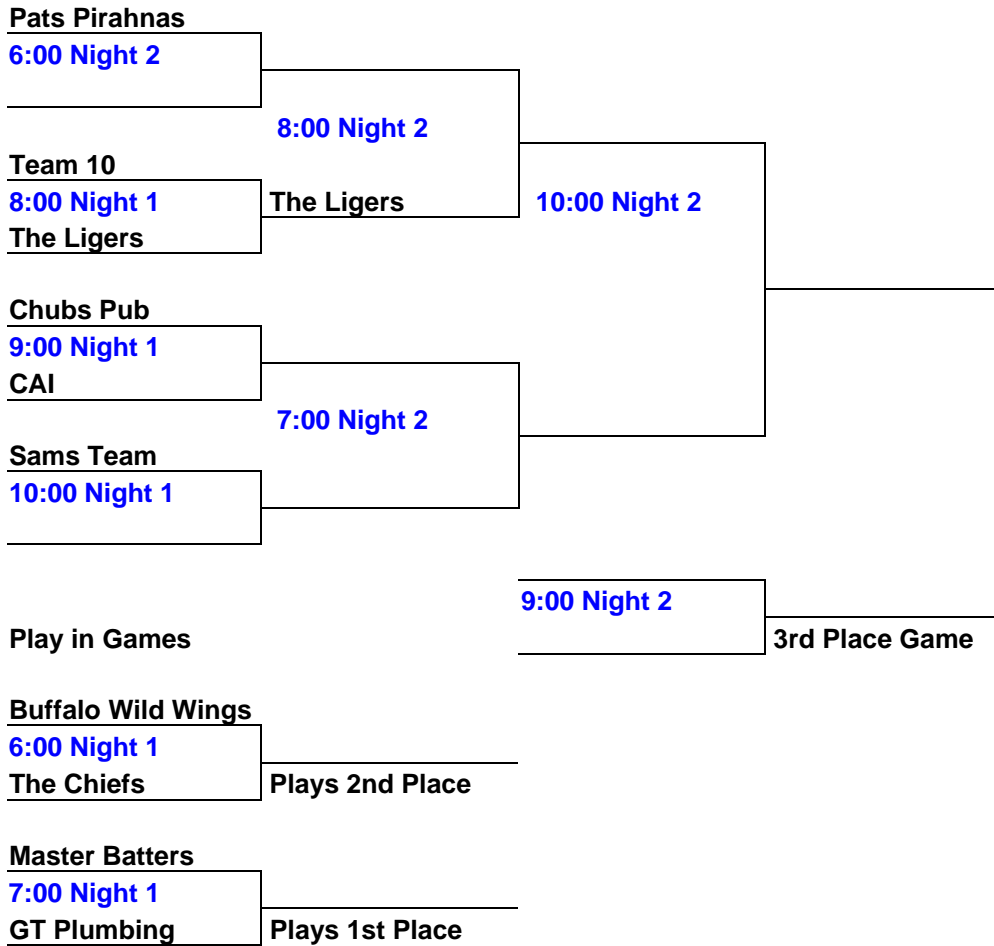 Pats Pirahnas
6:00 Night 2
8:00 Night 2
Team 10
8:00 Night 1
The Ligers
10:00 Night 2
The Ligers
Chubs Pub
9:00 Night 1
CAI
7:00 Night 2
Sams Team
10:00 Night 1
9:00 Night 2
Play in Games
3rd Place Game
Buffalo Wild Wings
6:00 Night 1
The Chiefs
Plays 2nd Place
Master Batters
7:00 Night 1
GT Plumbing
Plays 1st Place